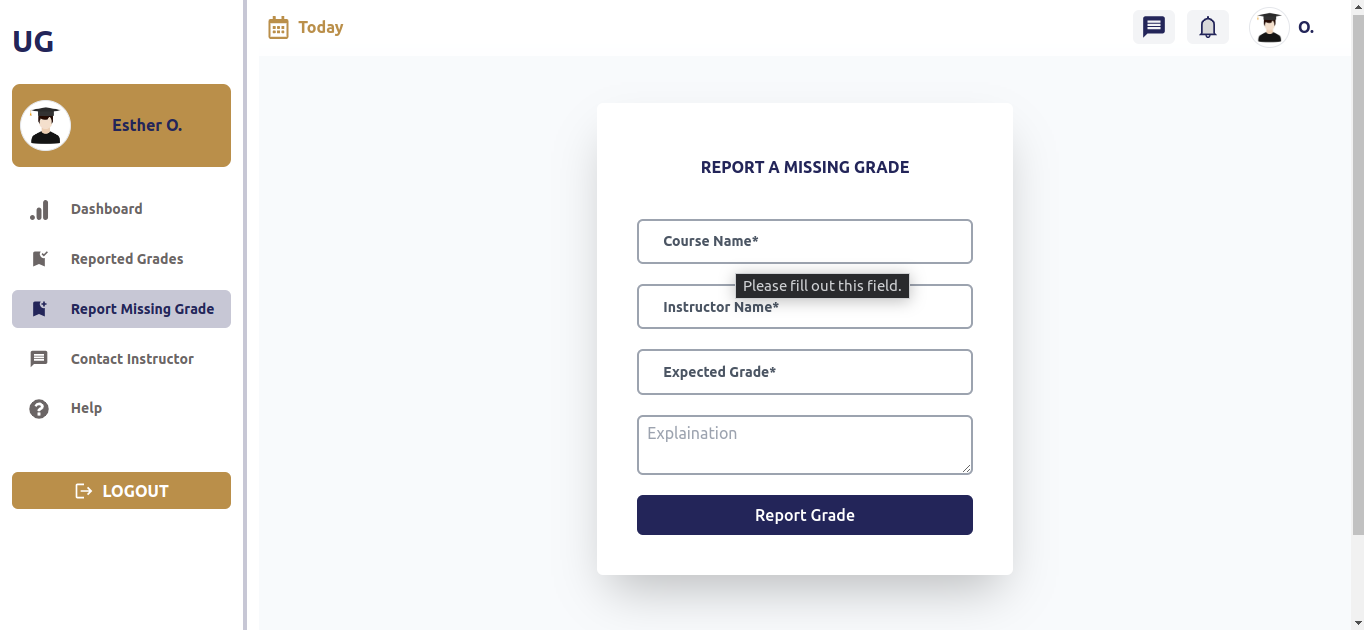 UG
Esther O.
Dashboard
Reported Grades
Report Missing Grade
Contact Instructor
Help
LOGOUT
Today
O.
REPORT A MISSING GRADE
Course Name*
Please fill out this field.
Instructor Name*
Expected Grade*
Explaination
Report Grade